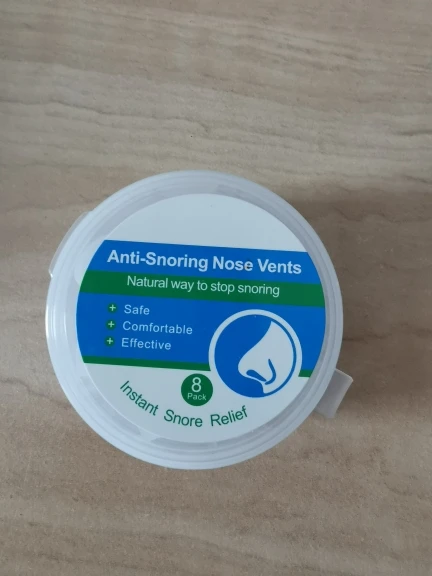 Anti-Snoring Nose Vents
Natural way to stop snoring
+ Safe
+ Comfortable
+ Effective
8
Pack
Instant Snore Relief